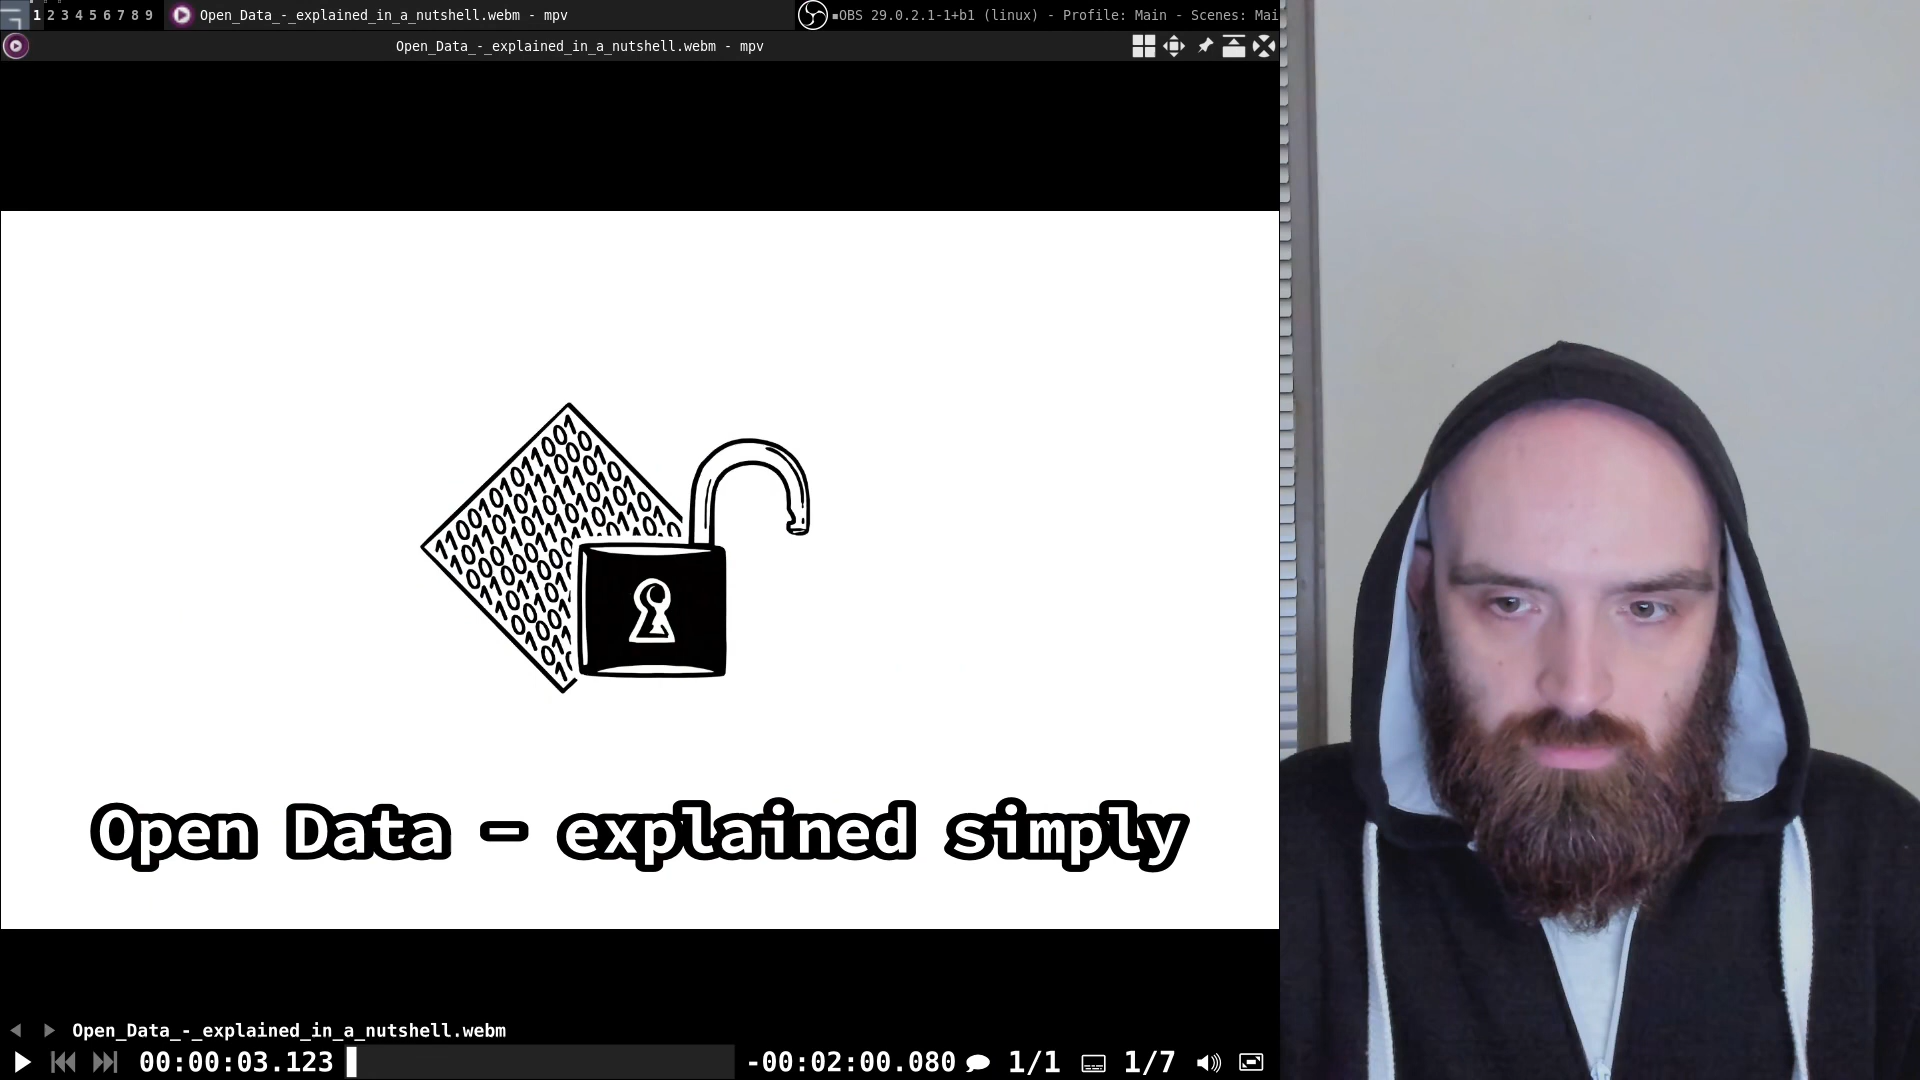 1 2 3 4 5 6 7 8 9 Open_Data_-_explained_in_a_nutshell.webm - mpv ▪OBS 29.0.2.1-1+b1 (linux) - Profile: Main - Scenes: Mai
Open_Data_-_explained_in_a_nutshell.webm - mpv
Open Data — explained simply
Open_Data_-_explained_in_a_nutshell.webm
00:00:03.123 -00:02:00.080 1/1 1/7